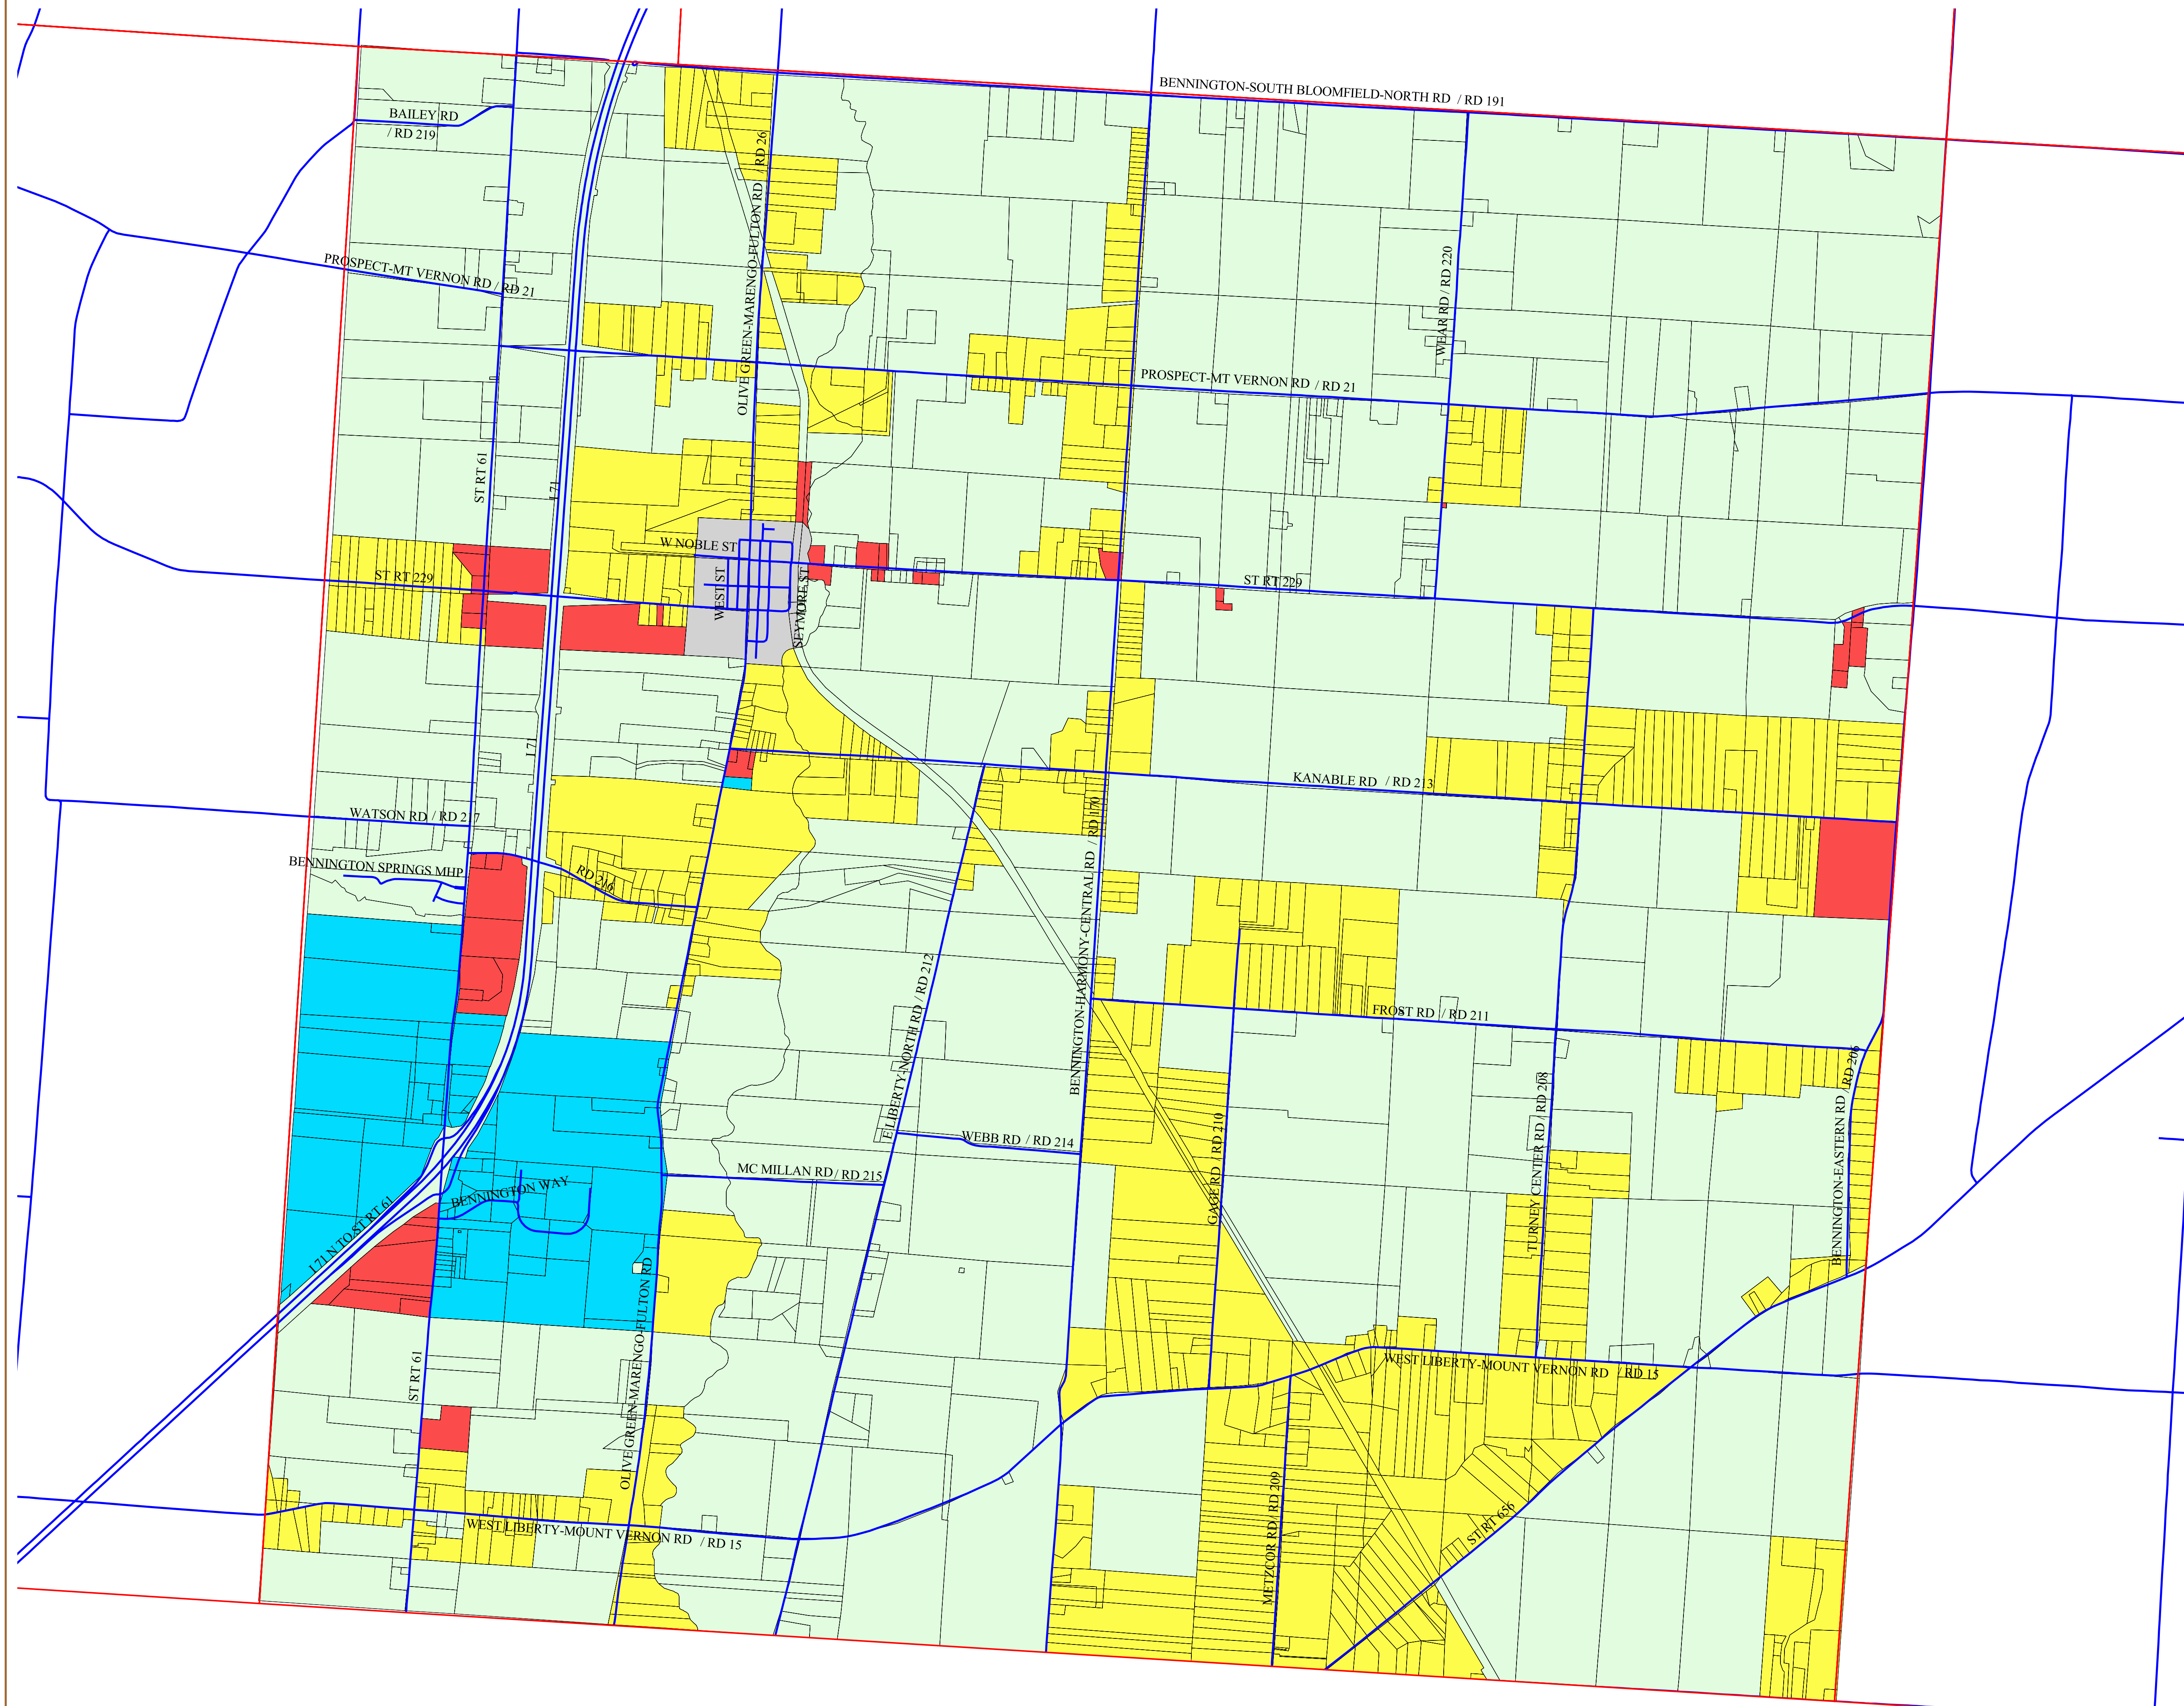 BENNINGTON-SOUTH BLOOMFIELD-NORTH RD / RD 191
BAILEY RD
/ RD 219
OLIVE GREEN-MARENGO-FULTON RD / RD 26
PROSPECT-MT VERNON RD / RD 21
WEAR RD / RD 220
PROSPECT-MT VERNON RD / RD 21
ST RT 61
I 71
W NOBLE ST
ST RT 229
WEST ST
SEYMORE ST
ST RT 229
I 71
KANABLE RD / RD 213
WATSON RD / RD 217
BENNINGTON SPRINGS MHP
RD 216
BENNINGTON-HARMONY-CENTRAL RD / RD 170
E LIBERTY-NORTH RD / RD 212
FROST RD / RD 211
BENNINGTON-EASTERN RD / RD 206
TURNEY CENTER RD / RD 208
GAGE RD / RD 210
WEBB RD / RD 214
MC MILLAN RD / RD 215
BENNINGTON WAY
I 71 N TO ST RT 61
OLIVE GREEN-MARENGO-FULTON RD
ST RT 61
WEST LIBERTY-MOUNT VERNON RD / RD 15
METZCOR RD / RD 209
ST RT 656
WEST LIBERTY-MOUNT VERNON RD / RD 15